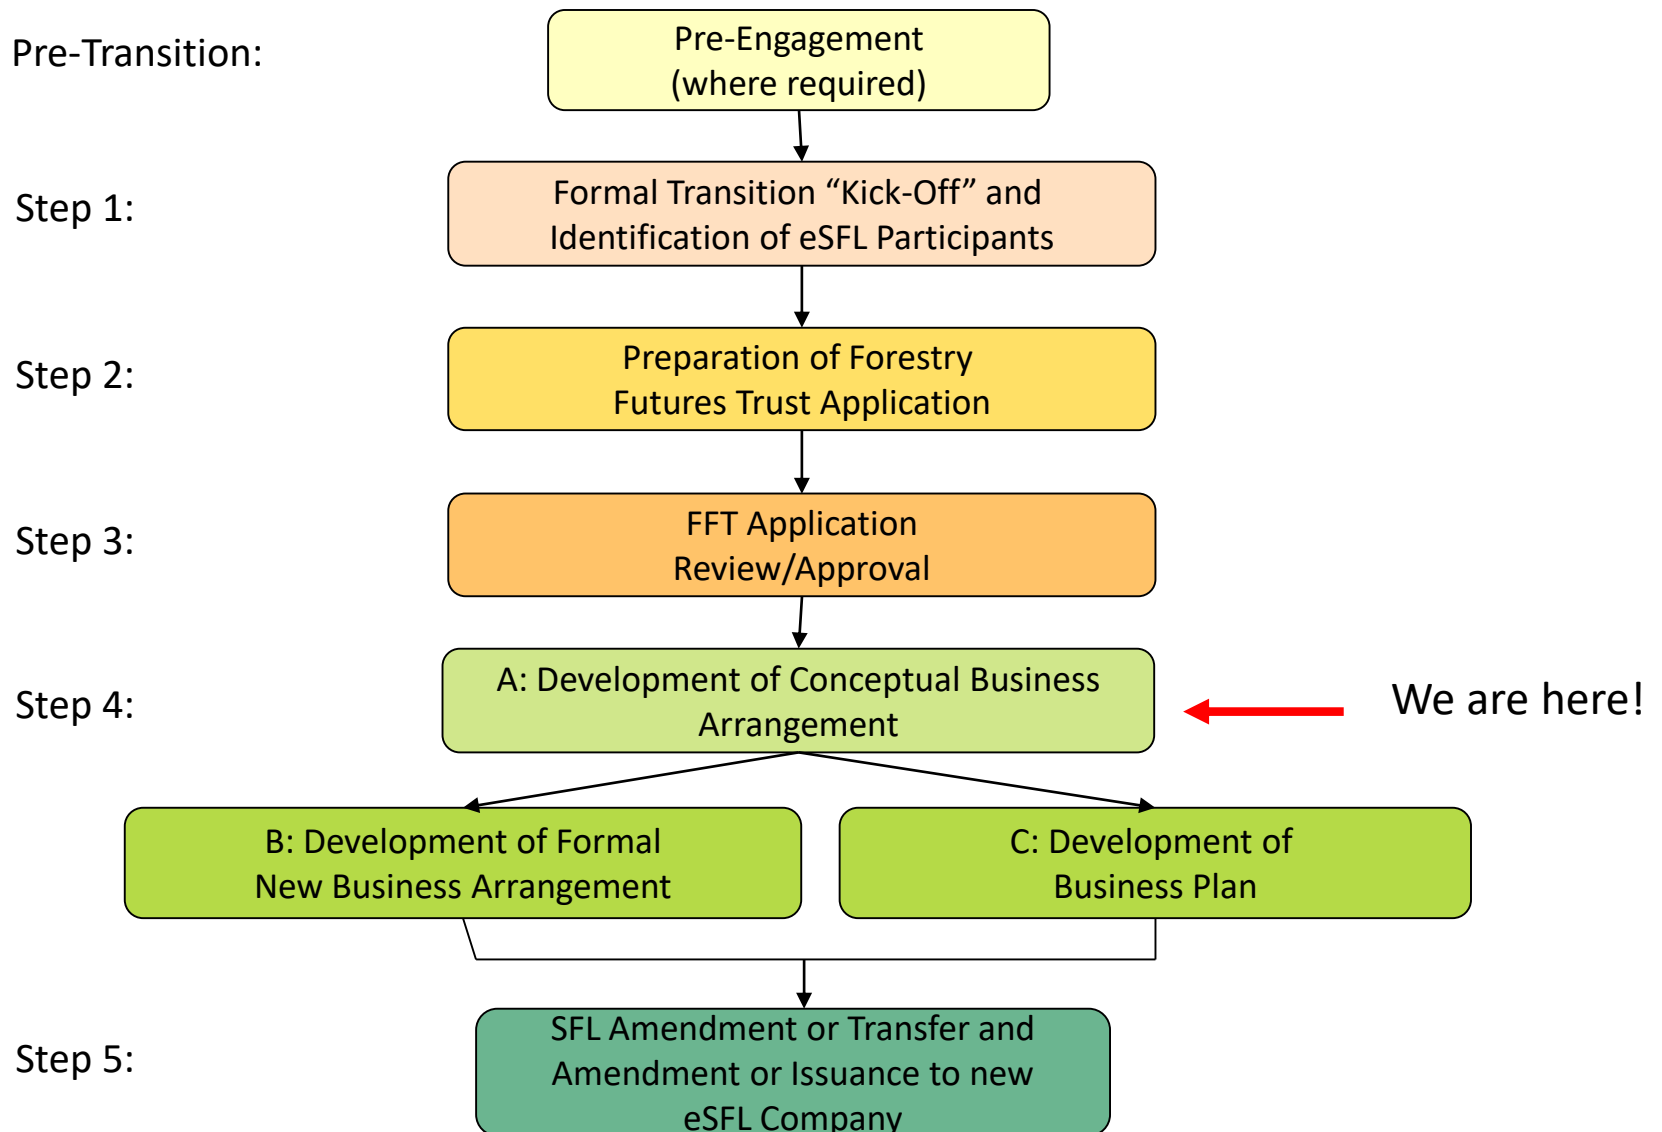 Pre-Transition:
Pre-Engagement
(where required)
Step 1:
Formal Transition “Kick-Off” and
Identification of eSFL Participants
Step 2:
Preparation of Forestry
Futures Trust Application
Step 3:
FFT Application
Review/Approval
Step 4:
A: Development of Conceptual Business
Arrangement
We are here!
B: Development of Formal
New Business Arrangement
C: Development of
Business Plan
Step 5:
SFL Amendment or Transfer and
Amendment or Issuance to new
eSFL Company